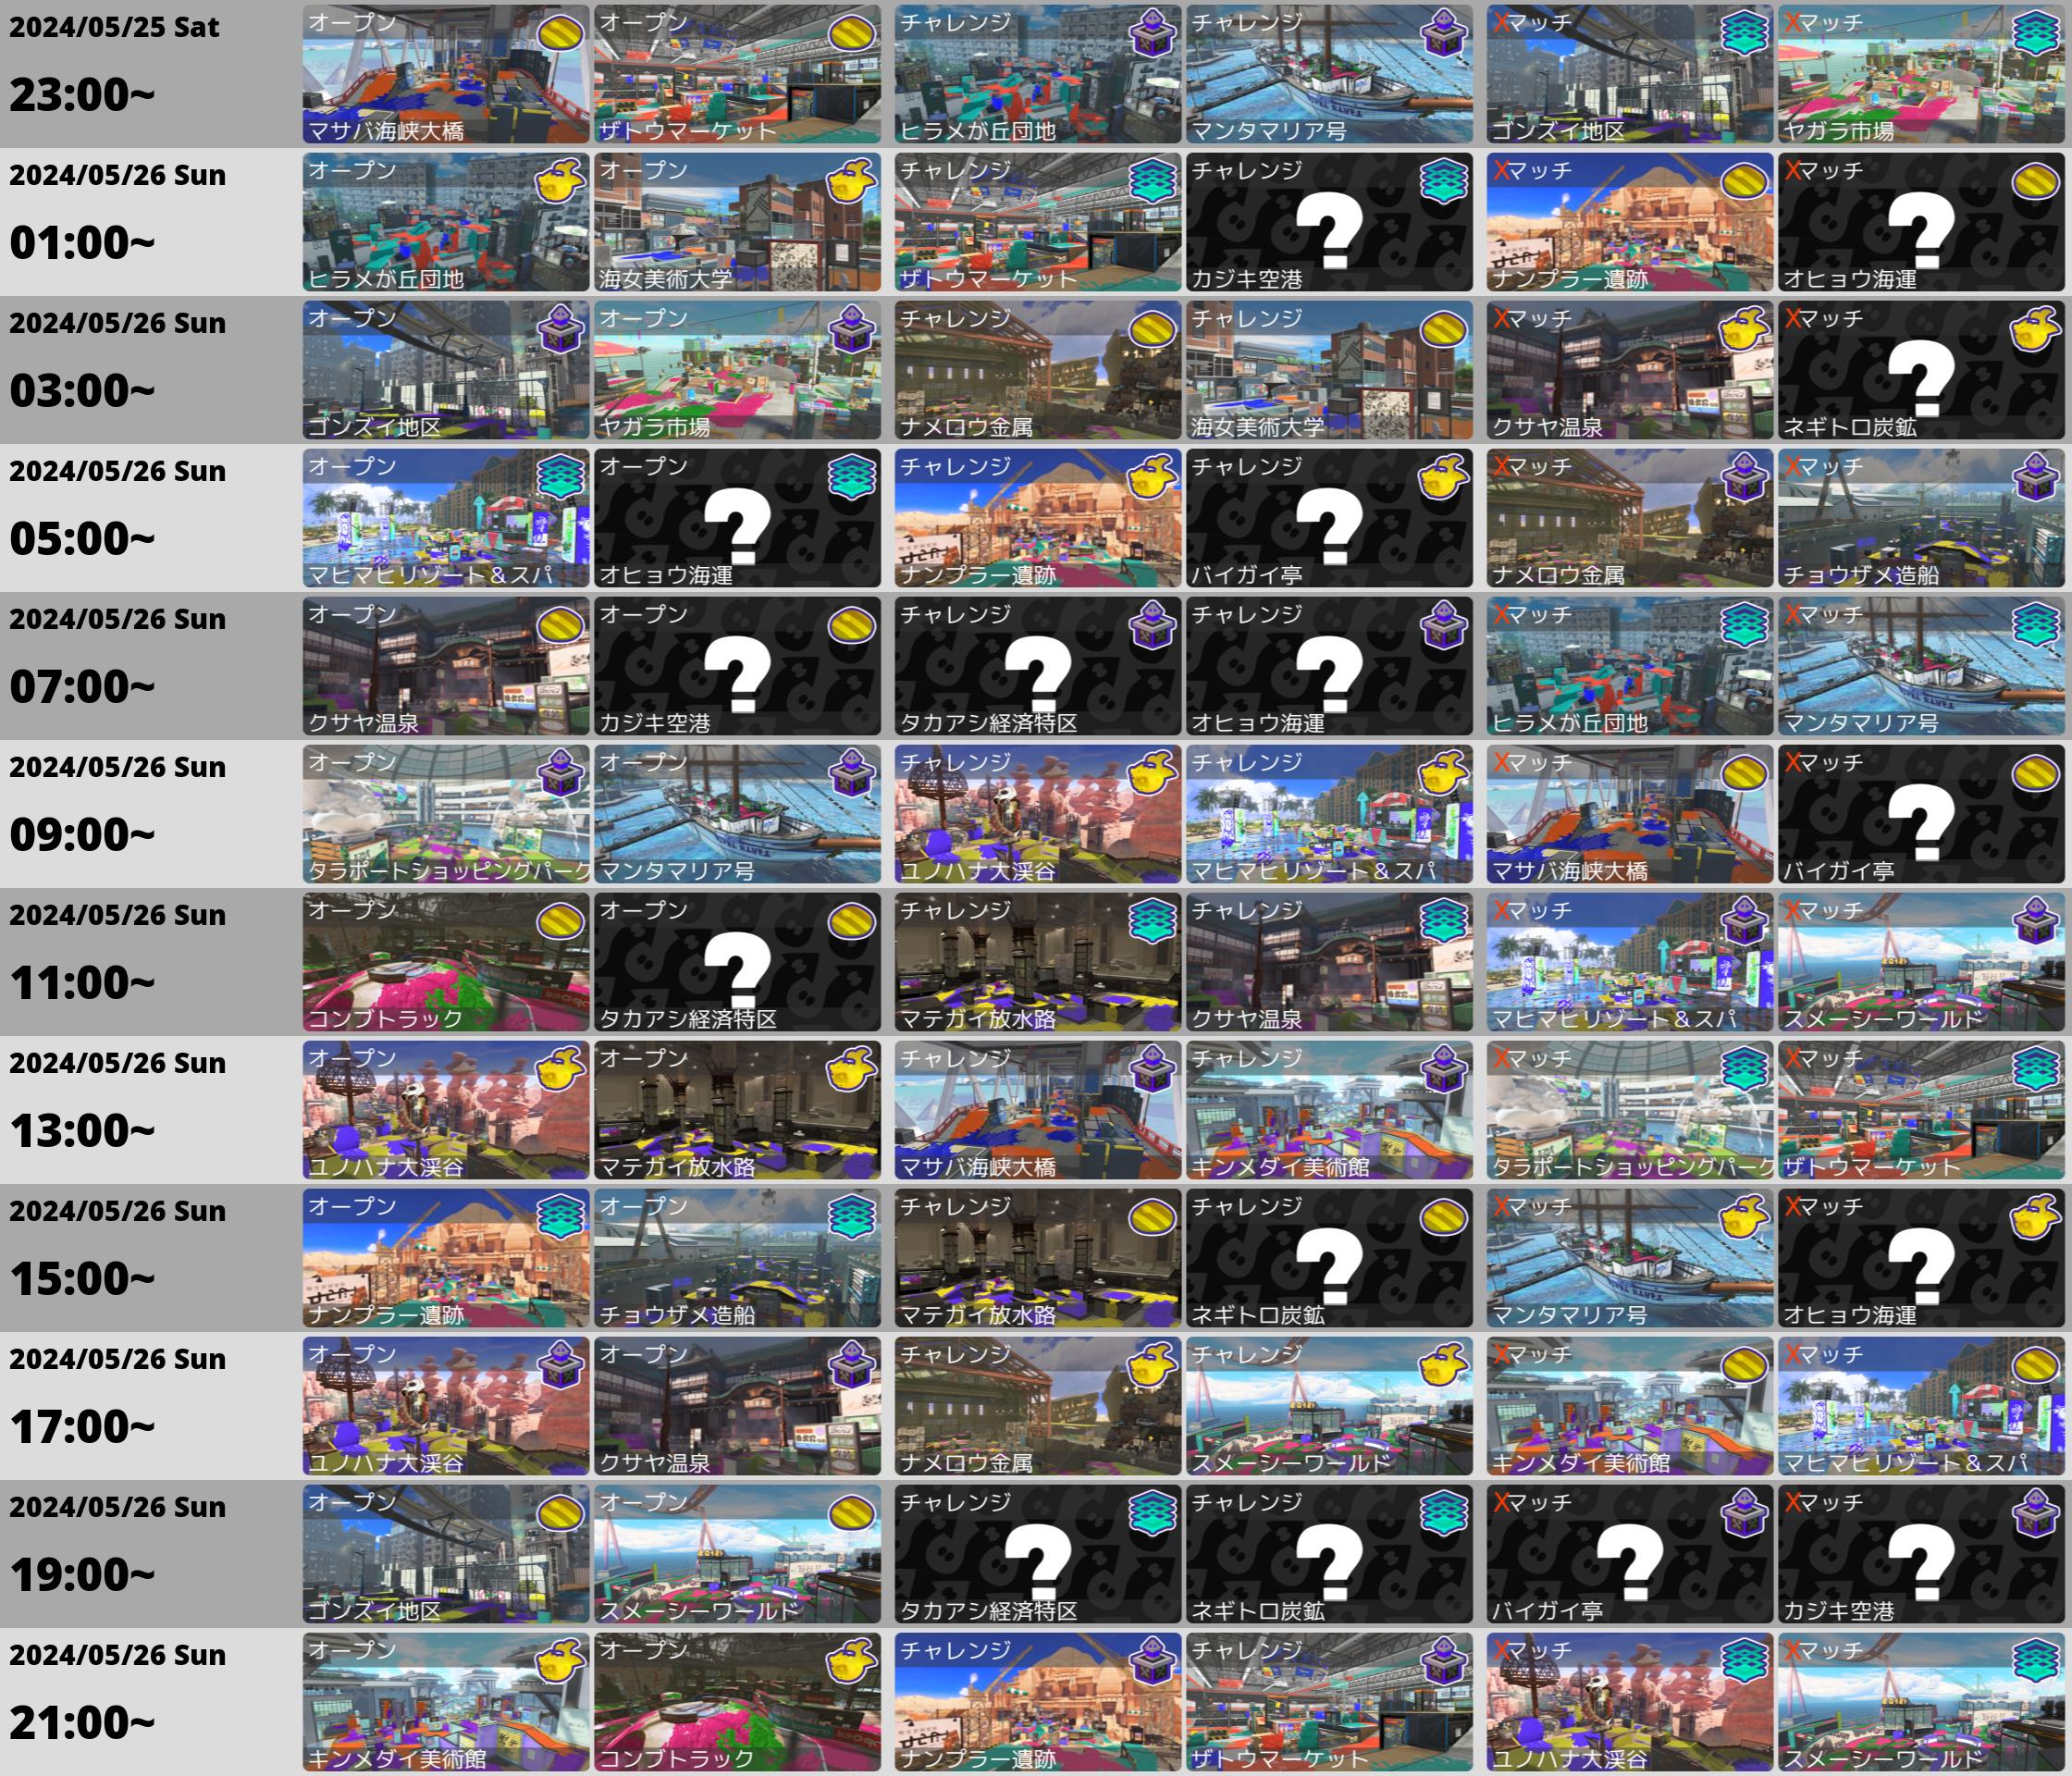 2024/05/25 Sat
23:00~
オープン オープン チャレンジ チャレンジ Xマッチ Xマッチ
マサバ海峡大橋 ザトウマーケット ヒラメが丘団地 マンタマリア号 ゴンズイ地区 ヤガラ市場
2024/05/26 Sun
01:00~
オープン オープン チャレンジ チャレンジ Xマッチ Xマッチ
ヒラメが丘団地 海女美術大学 ザトウマーケット カジキ空港 ナンプラー遺跡 オヒョウ海運
2024/05/26 Sun
03:00~
オープン オープン チャレンジ チャレンジ Xマッチ Xマッチ
ゴンズイ地区 ヤガラ市場 ナメロウ金属 海女美術大学 クサヤ温泉 ネギトロ炭鉱
2024/05/26 Sun
05:00~
オープン オープン チャレンジ チャレンジ Xマッチ Xマッチ
マヒマヒリゾート＆スパ オヒョウ海運 ナンプラー遺跡 バイガイ亭 ナメロウ金属 チョウザメ造船
2024/05/26 Sun
07:00~
オープン オープン チャレンジ チャレンジ Xマッチ Xマッチ
クサヤ温泉 カジキ空港 タカアシ経済特区 オヒョウ海運 ヒラメが丘団地 マンタマリア号
2024/05/26 Sun
09:00~
オープン オープン チャレンジ チャレンジ Xマッチ Xマッチ
タラポートショッピングパーク マンタマリア号 ユノハナ大渓谷 マヒマヒリゾート＆スパ マサバ海峡大橋 バイガイ亭
2024/05/26 Sun
11:00~
オープン オープン チャレンジ チャレンジ Xマッチ Xマッチ
コンブトラック タカアシ経済特区 マテガイ放水路 クサヤ温泉 マヒマヒリゾート＆スパ スメーシーワールド
2024/05/26 Sun
13:00~
オープン オープン チャレンジ チャレンジ Xマッチ Xマッチ
ユノハナ大渓谷 マテガイ放水路 マサバ海峡大橋 キンメダイ美術館 タラポートショッピングパーク ザトウマーケット
2024/05/26 Sun
15:00~
オープン オープン チャレンジ チャレンジ Xマッチ Xマッチ
ナンプラー遺跡 チョウザメ造船 マテガイ放水路 ネギトロ炭鉱 マンタマリア号 オヒョウ海運
2024/05/26 Sun
17:00~
オープン オープン チャレンジ チャレンジ Xマッチ Xマッチ
ユノハナ大渓谷 クサヤ温泉 ナメロウ金属 スメーシーワールド キンメダイ美術館 マヒマヒリゾート＆スパ
2024/05/26 Sun
19:00~
オープン オープン チャレンジ チャレンジ Xマッチ Xマッチ
ゴンズイ地区 スメーシーワールド タカアシ経済特区 ネギトロ炭鉱 バイガイ亭 カジキ空港
2024/05/26 Sun
21:00~
オープン オープン チャレンジ チャレンジ Xマッチ Xマッチ
キンメダイ美術館 コンブトラック ナンプラー遺跡 ザトウマーケット ユノハナ大渓谷 スメーシーワールド